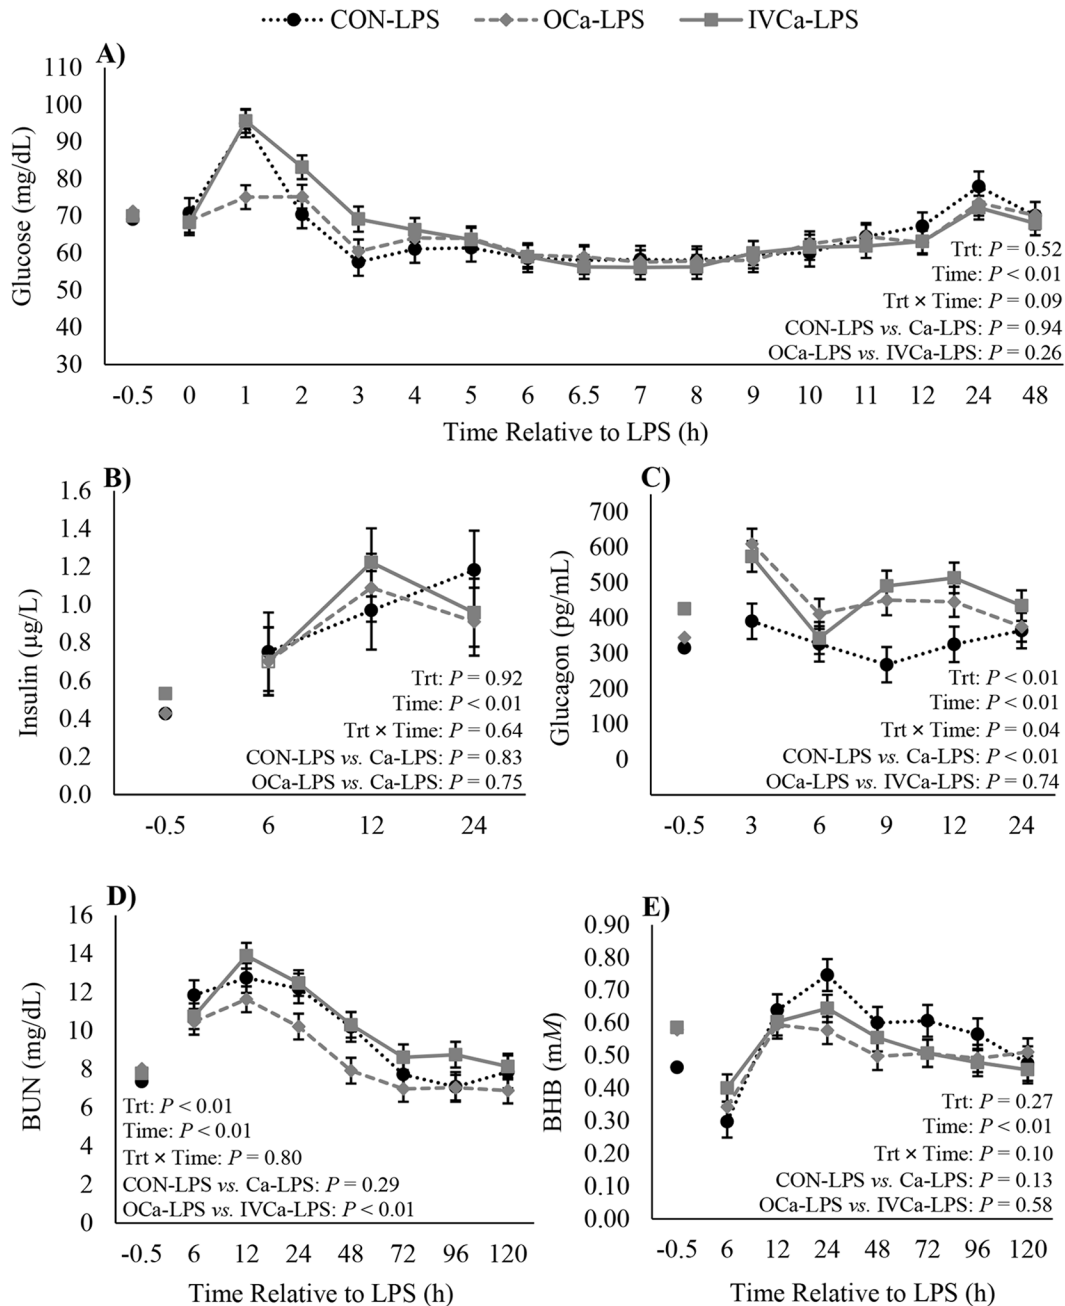 CON-LPS OCa-LPS IVCa-LPS
A)
Glucose (mg/dL)
110
100
90
80
70
60
50
40
30
Trt: P = 0.52
Time: P < 0.01
Trt × Time: P = 0.09
CON-LPS vs. Ca-LPS: P = 0.94
OCa-LPS vs. IVCa-LPS: P = 0.26
-0.5 0 1 2 3 4 5 6 6.5 7 8 9 10 11 12 24 48
Time Relative to LPS (h)
B)
Insulin (µg/L)
1.6
1.4
1.2
1.0
0.8
0.6
0.4
0.2
0.0
Trt: P = 0.92
Time: P < 0.01
Trt × Time: P = 0.64
CON-LPS vs. Ca-LPS: P = 0.83
OCa-LPS vs. Ca-LPS: P = 0.75
-0.5 6 12 24
C)
Glucagon (pg/mL)
700
600
500
400
300
200
100
0
Trt: P < 0.01
Time: P < 0.01
Trt × Time: P = 0.04
CON-LPS vs. Ca-LPS: P < 0.01
OCa-LPS vs. IVCa-LPS: P = 0.74
-0.5 3 6 9 12 24
D)
BUN (mg/dL)
16
14
12
10
8
6
4
2
0
Trt: P < 0.01
Time: P < 0.01
Trt × Time: P = 0.80
CON-LPS vs. Ca-LPS: P = 0.29
OCa-LPS vs. IVCa-LPS: P < 0.01
-0.5 6 12 24 48 72 96 120
Time Relative to LPS (h)
E)
BHB (mM)
0.90
0.80
0.70
0.60
0.50
0.40
0.30
0.20
0.10
0.00
Trt: P = 0.27
Time: P < 0.01
Trt × Time: P = 0.10
CON-LPS vs. Ca-LPS: P = 0.13
OCa-LPS vs. IVCa-LPS: P = 0.58
-0.5 6 12 24 48 72 96 120
Time Relative to LPS (h)